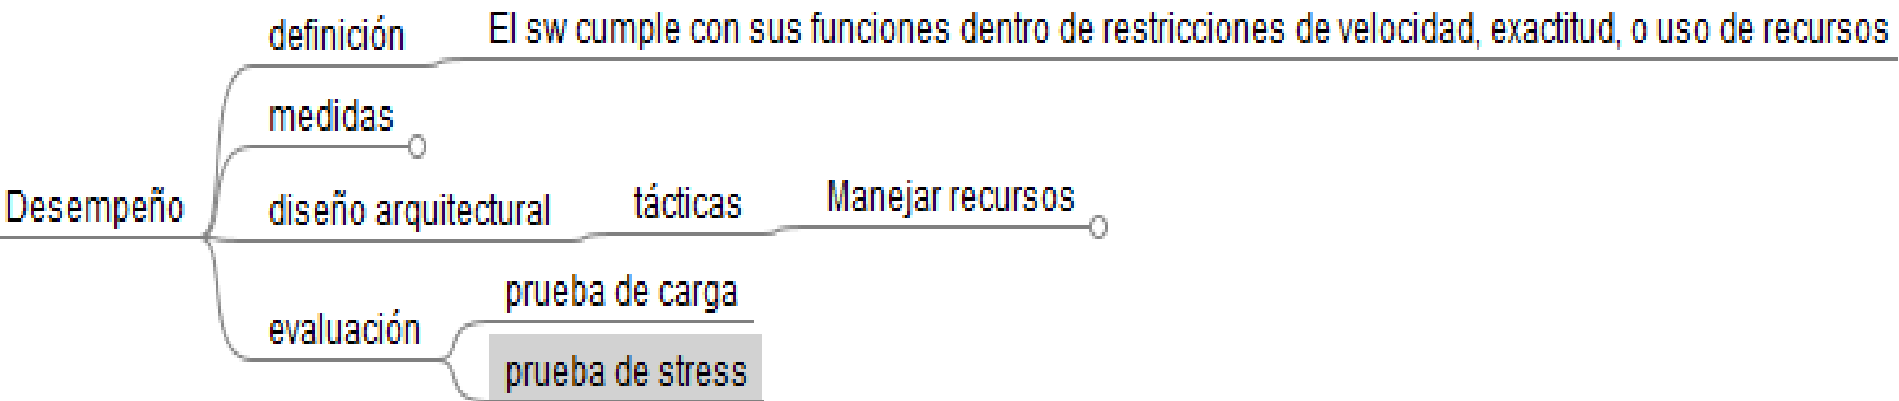 definición
El sw cumple con sus funciones dentro de restricciones de velocidad, exactitud, o uso de recursos
medidas
Desempeño
diseño arquitectural
tácticas
Manejar recursos
evaluación
prueba de carga
prueba de stress